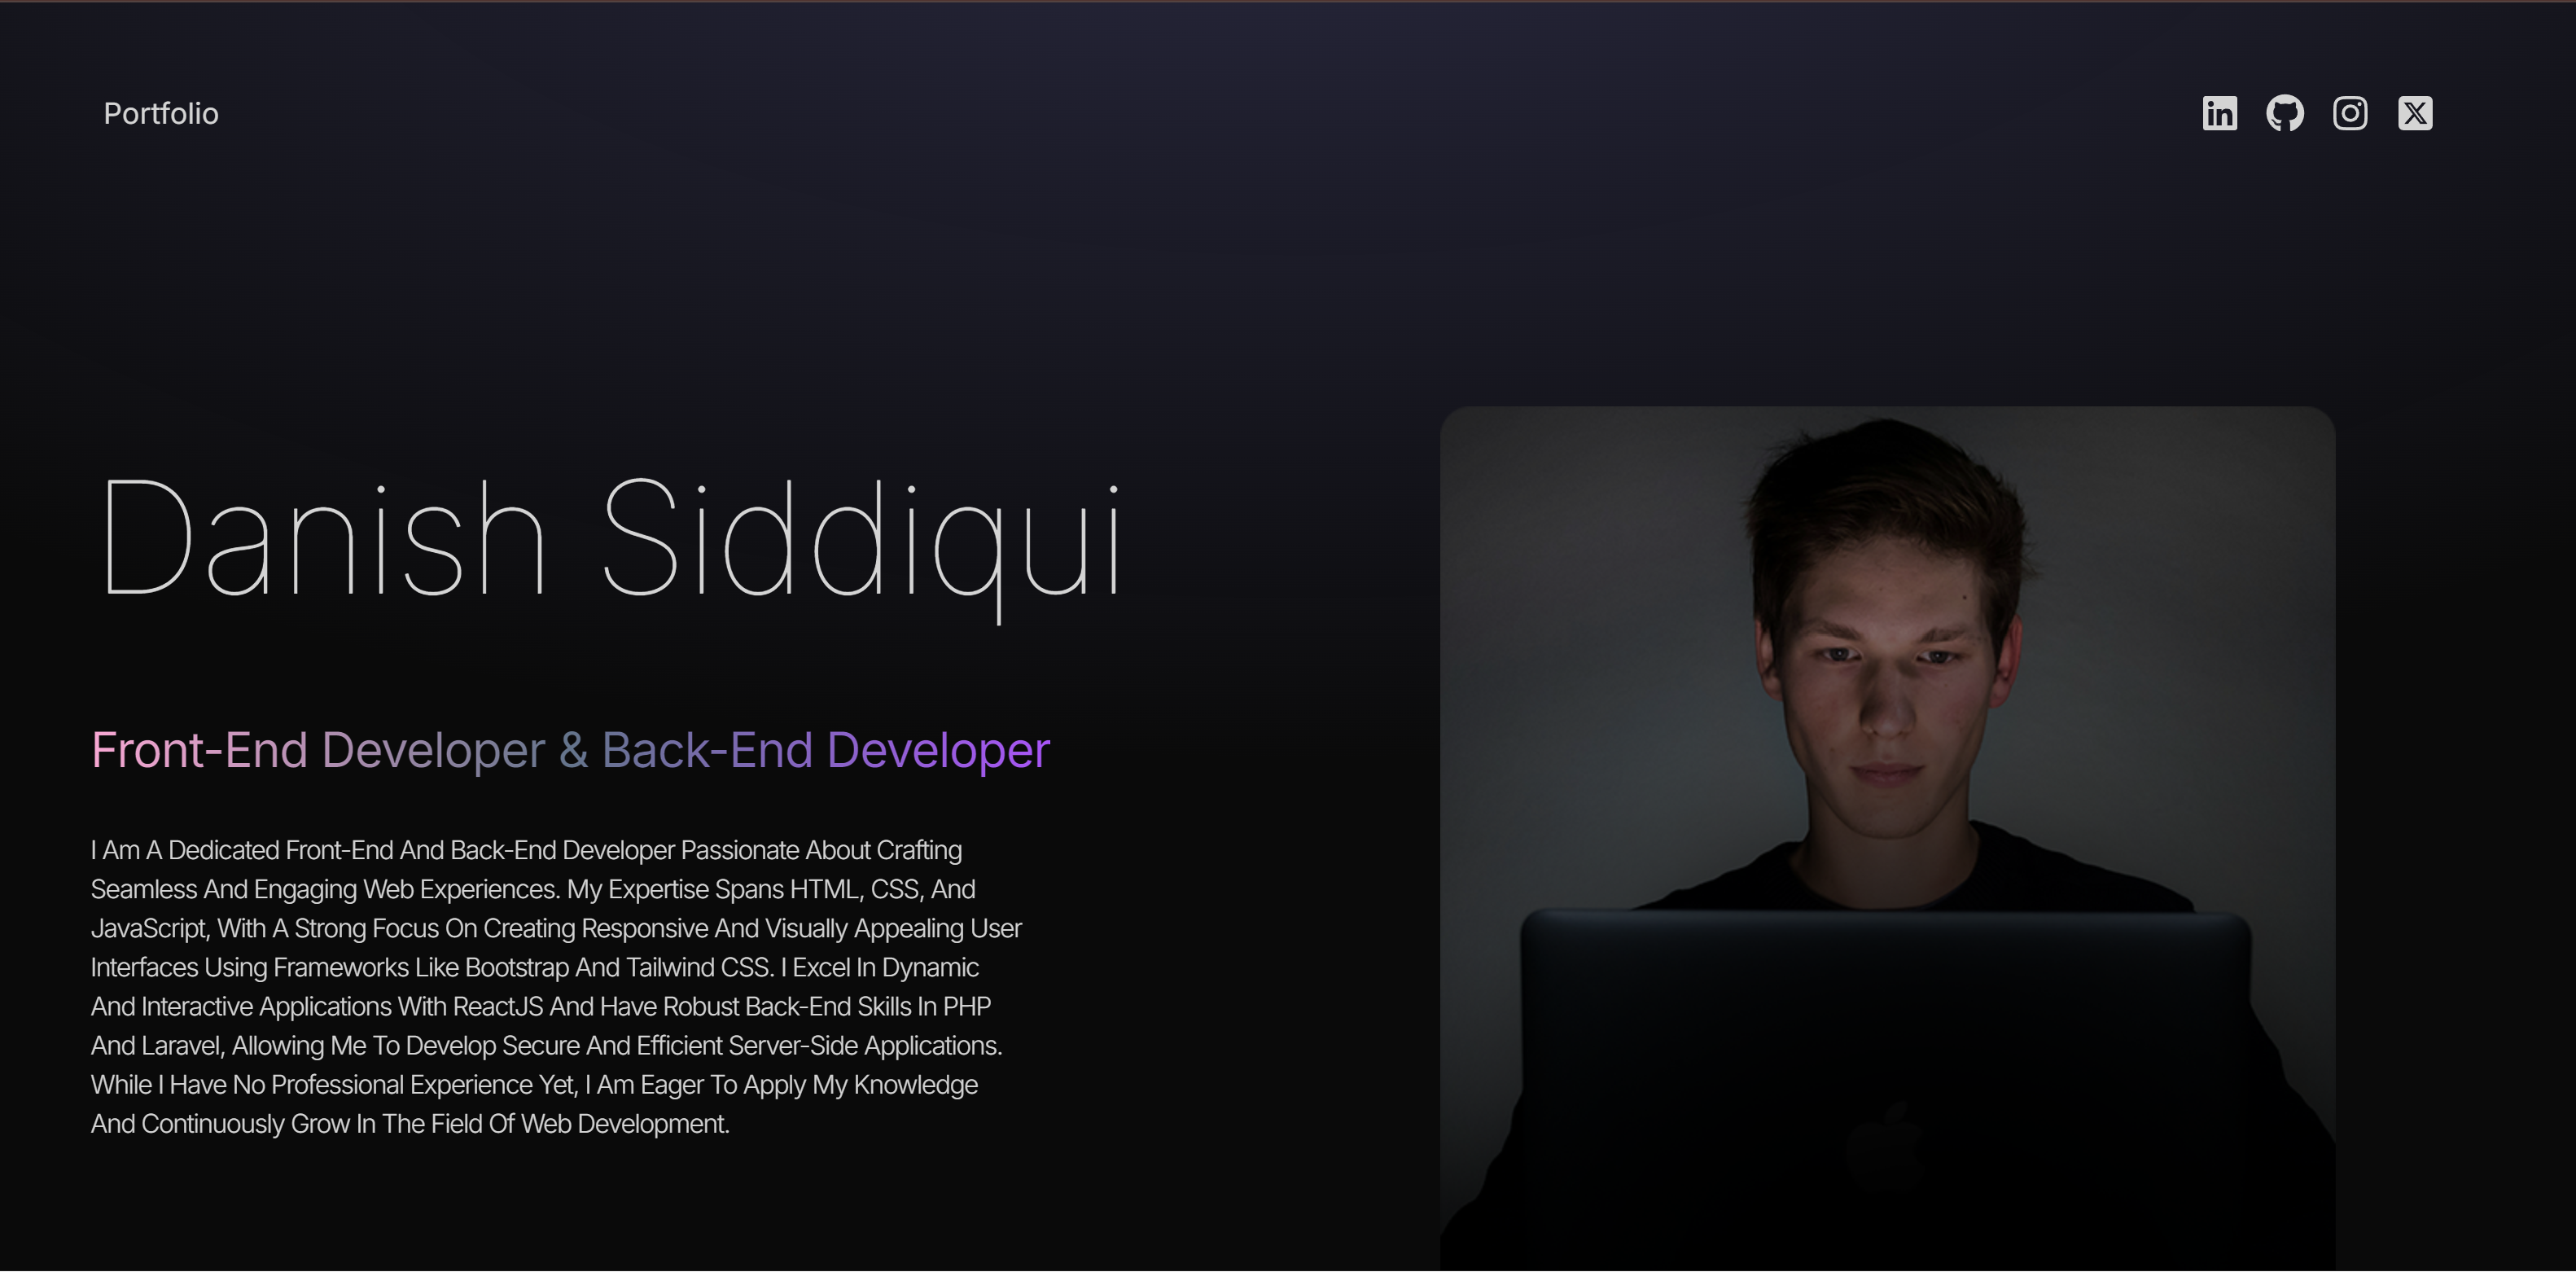 Portfolio
Danish Siddiqui
Front-End Developer & Back-End Developer
I Am A Dedicated Front-End And Back-End Developer Passionate About Crafting
Seamless And Engaging Web Experiences. My Expertise Spans HTML, CSS, And
JavaScript, With A Strong Focus On Creating Responsive And Visually Appealing User
Interfaces Using Frameworks Like Bootstrap And Tailwind CSS. I Excel In Dynamic
And Interactive Applications With ReactJS And Have Robust Back-End Skills In PHP
And Laravel, Allowing Me To Develop Secure And Efficient Server-Side Applications.
While I Have No Professional Experience Yet, I Am Eager To Apply My Knowledge
And Continuously Grow In The Field Of Web Development.